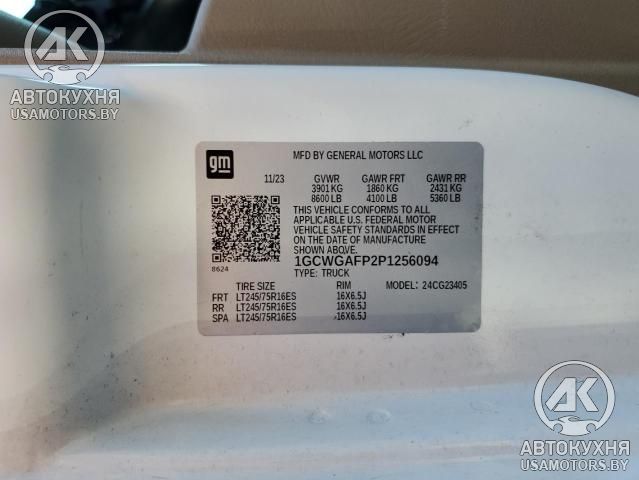 АК
АВТОКУХНЯ
USAMOTORS.BY
gm
MFD BY GENERAL MOTORS LLC
11/23 GVWR GAWR FRT GAWR RR
3901 KG 1860 KG 2431 KG
8600 LB 4100 LB 5360 LB
THIS VEHICLE CONFORMS TO ALL
APPLICABLE U.S. FEDERAL MOTOR
VEHICLE SAFETY STANDARDS IN
EFFECT ON THE DATE OF MANUFACTURE
SHOWN ABOVE.
8624
1GCWGAFP2P1256094
TYPE: TRUCK MODEL: 24CG23405
TIRE SIZE RIM
FRT LT245/75R16ES 16X6.5J
RR LT245/75R16ES 16X6.5J
SPA LT245/75R16ES 16X6.5J
АК
АВТОКУХНЯ
USAMOTORS.BY